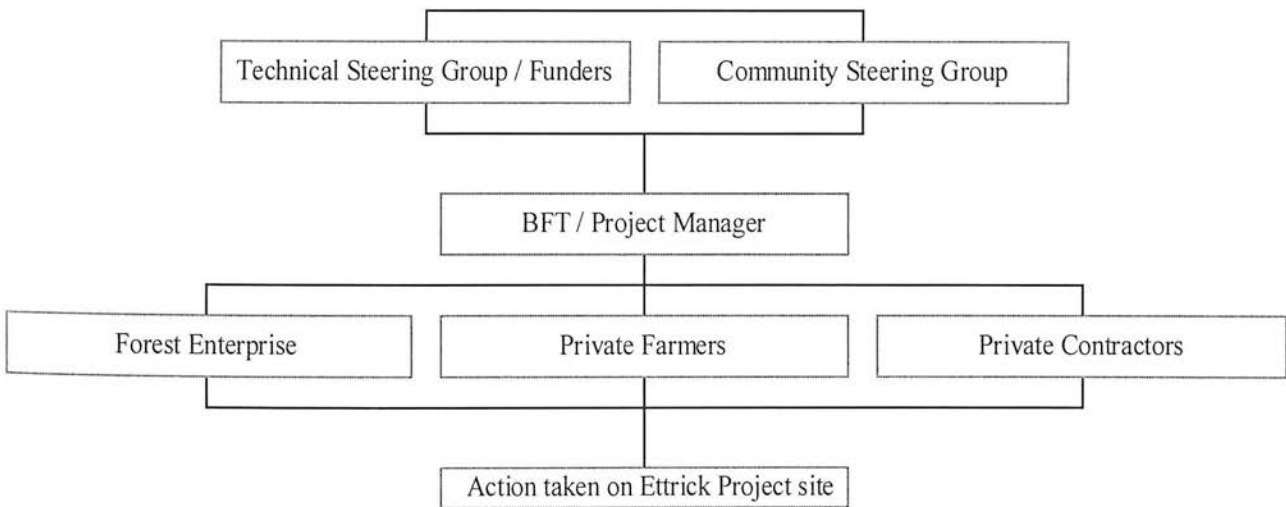 Technical Steering Group / Funders
Community Steering Group
BFT / Project Manager
Forest Enterprise
Private Farmers
Private Contractors
Action taken on Ettrick Project site